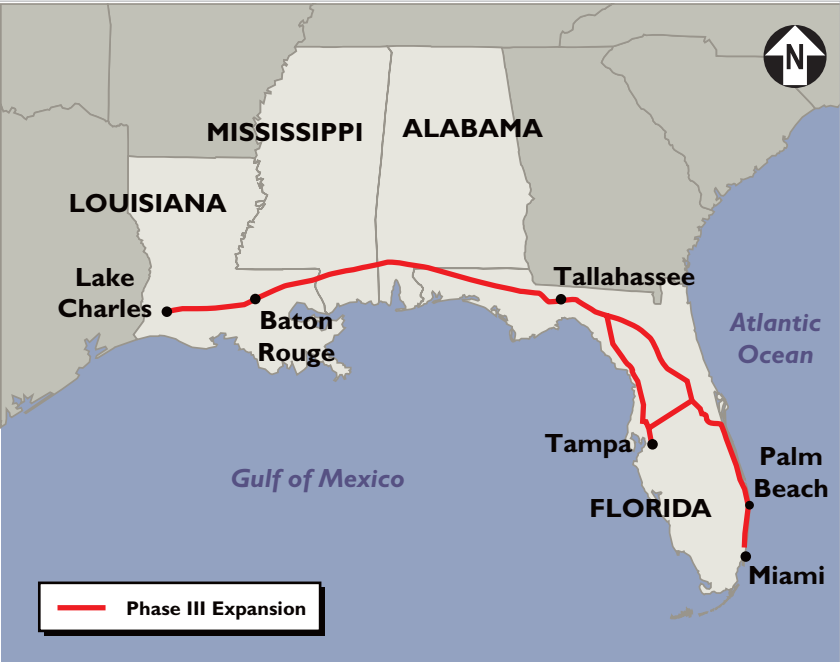 N
MISSISSIPPI
ALABAMA
LOUISIANA
Lake
Charles
Tallahassee
Baton
Rouge
Atlantic
Ocean
Tampa
Palm
Beach
Gulf of Mexico
FLORIDA
Miami
Phase III Expansion